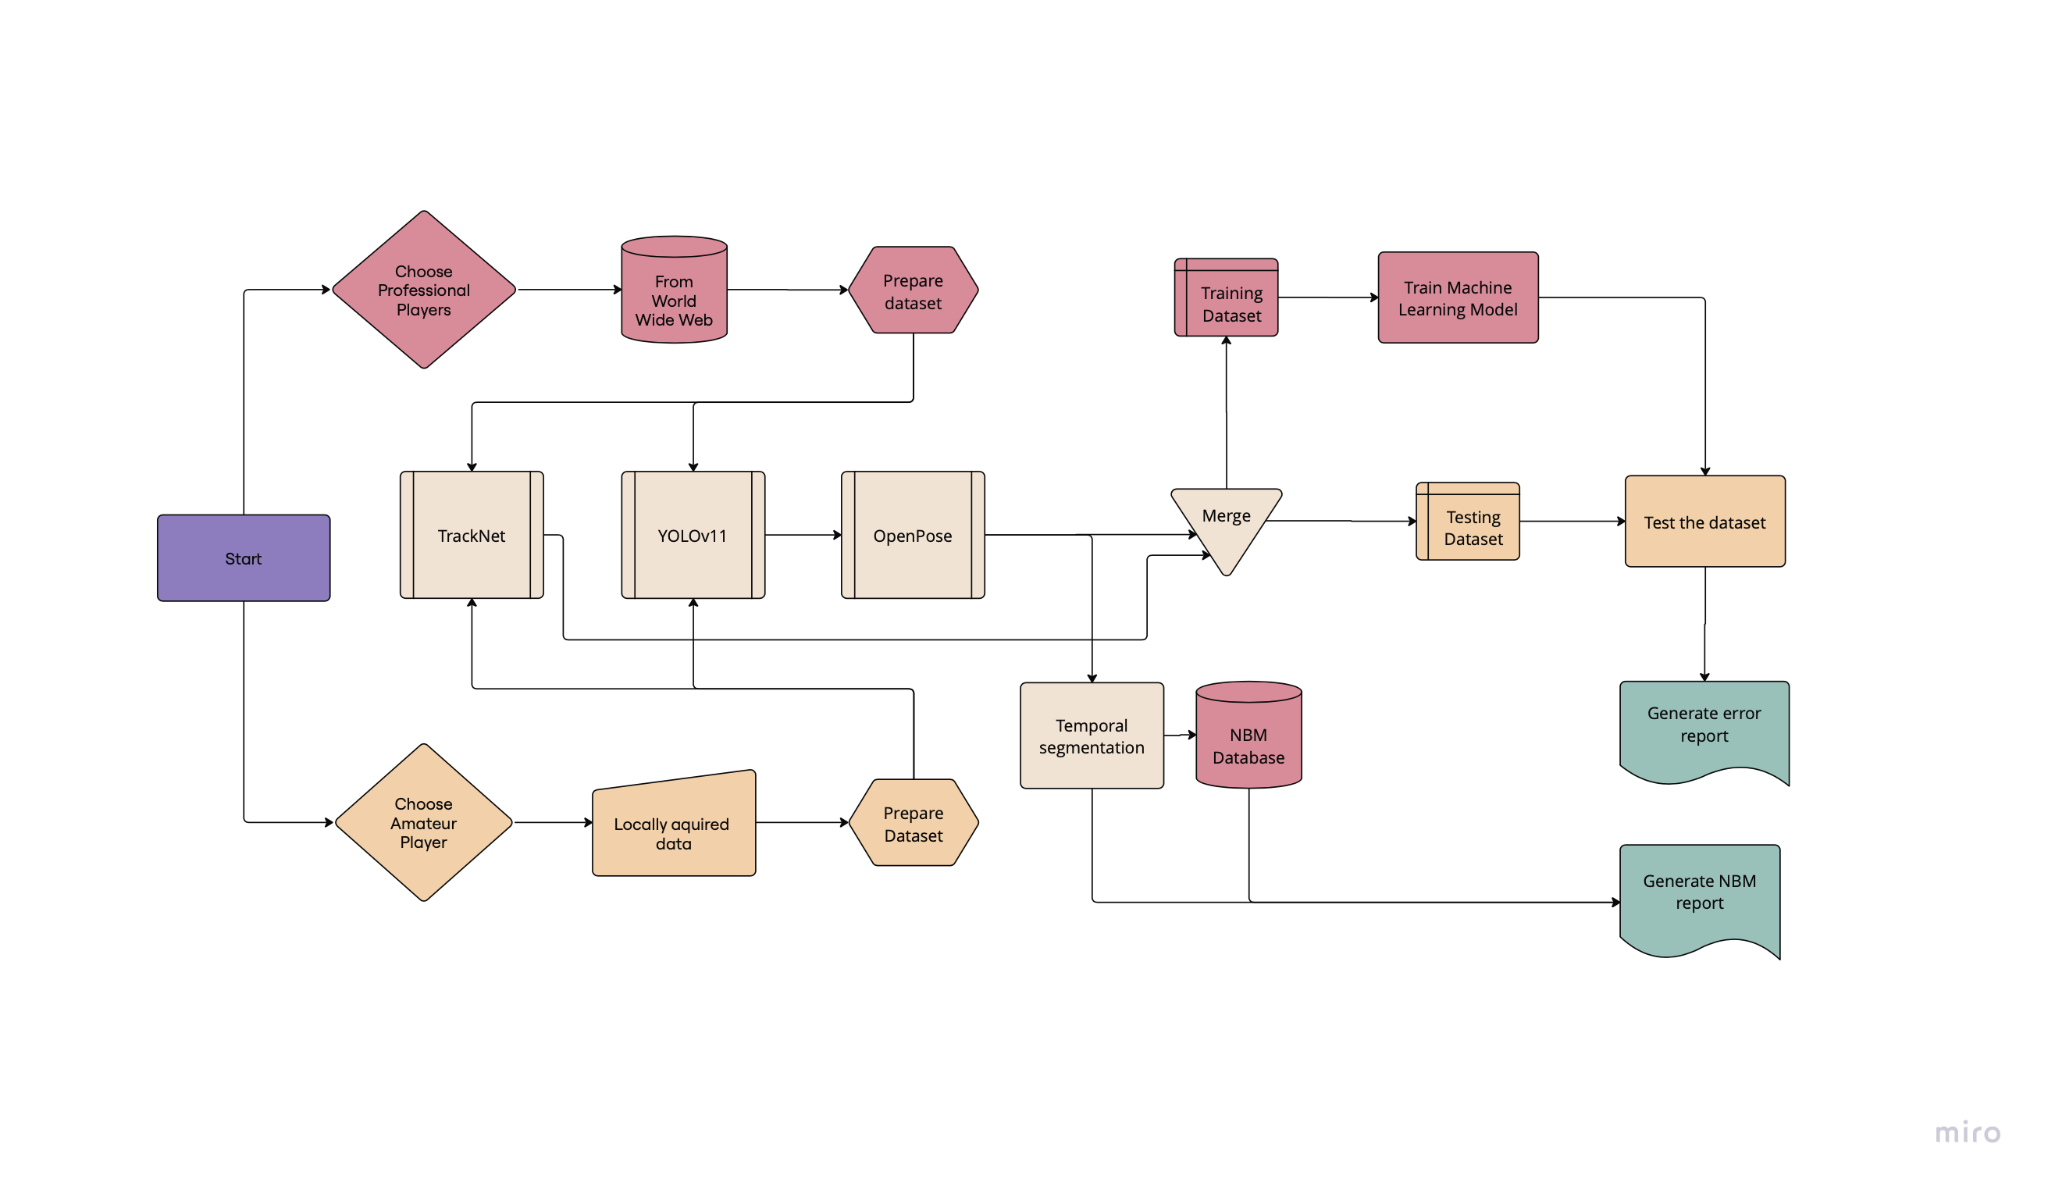 Choose
Professional
Players
From
World
Wide Web
Prepare
dataset
Training
Dataset
Train Machine
Learning Model
Start
TrackNet
YOLOv11
OpenPose
Merge
Testing
Dataset
Test the dataset
Temporal
segmentation
NBM
Database
Generate error
report
Choose
Amateur
Player
Locally aquired
data
Prepare
Dataset
Generate NBM
report
miro